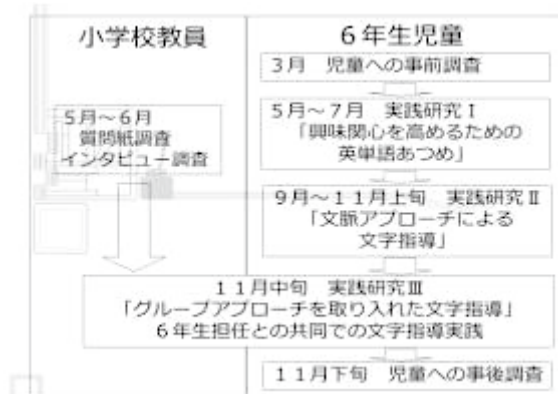 小学校教員
6年生児童
3月　児童への事前調査
5月～6月
質問紙調査
インタビュー調査
5月～7月　実践研究Ⅰ
「興味関心を高めるための
英単語あつめ」
9月～11月上旬　実践研究Ⅱ
「文脈アプローチによる
文字指導」
11月中旬　実践研究Ⅲ
「グループアプローチを取り入れた文字指導」
6年生担任との共同での文字指導実践
11月下旬　児童への事後調査